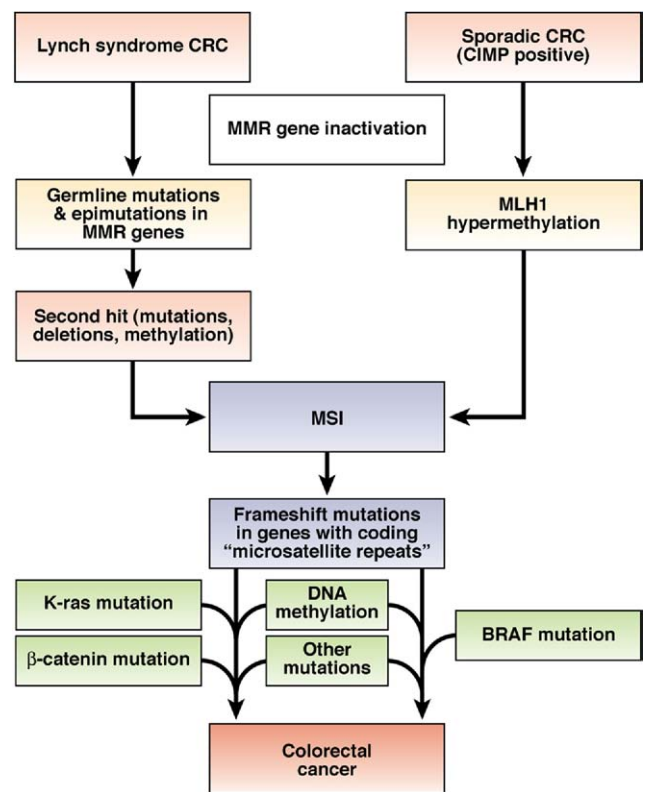 Lynch syndrome CRC
Sporadic CRC
(CIMP positive)
MMR gene inactivation
Germline mutations
& epimutations in
MMR genes
MLH1
hypermethylation
Second hit (mutations,
deletions, methylation)
MSI
Frameshift mutations
in genes with coding
“microsatellite repeats”
K-ras mutation
DNA
methylation
BRAF mutation
β-catenin mutation
Other
mutations
Colorectal
cancer